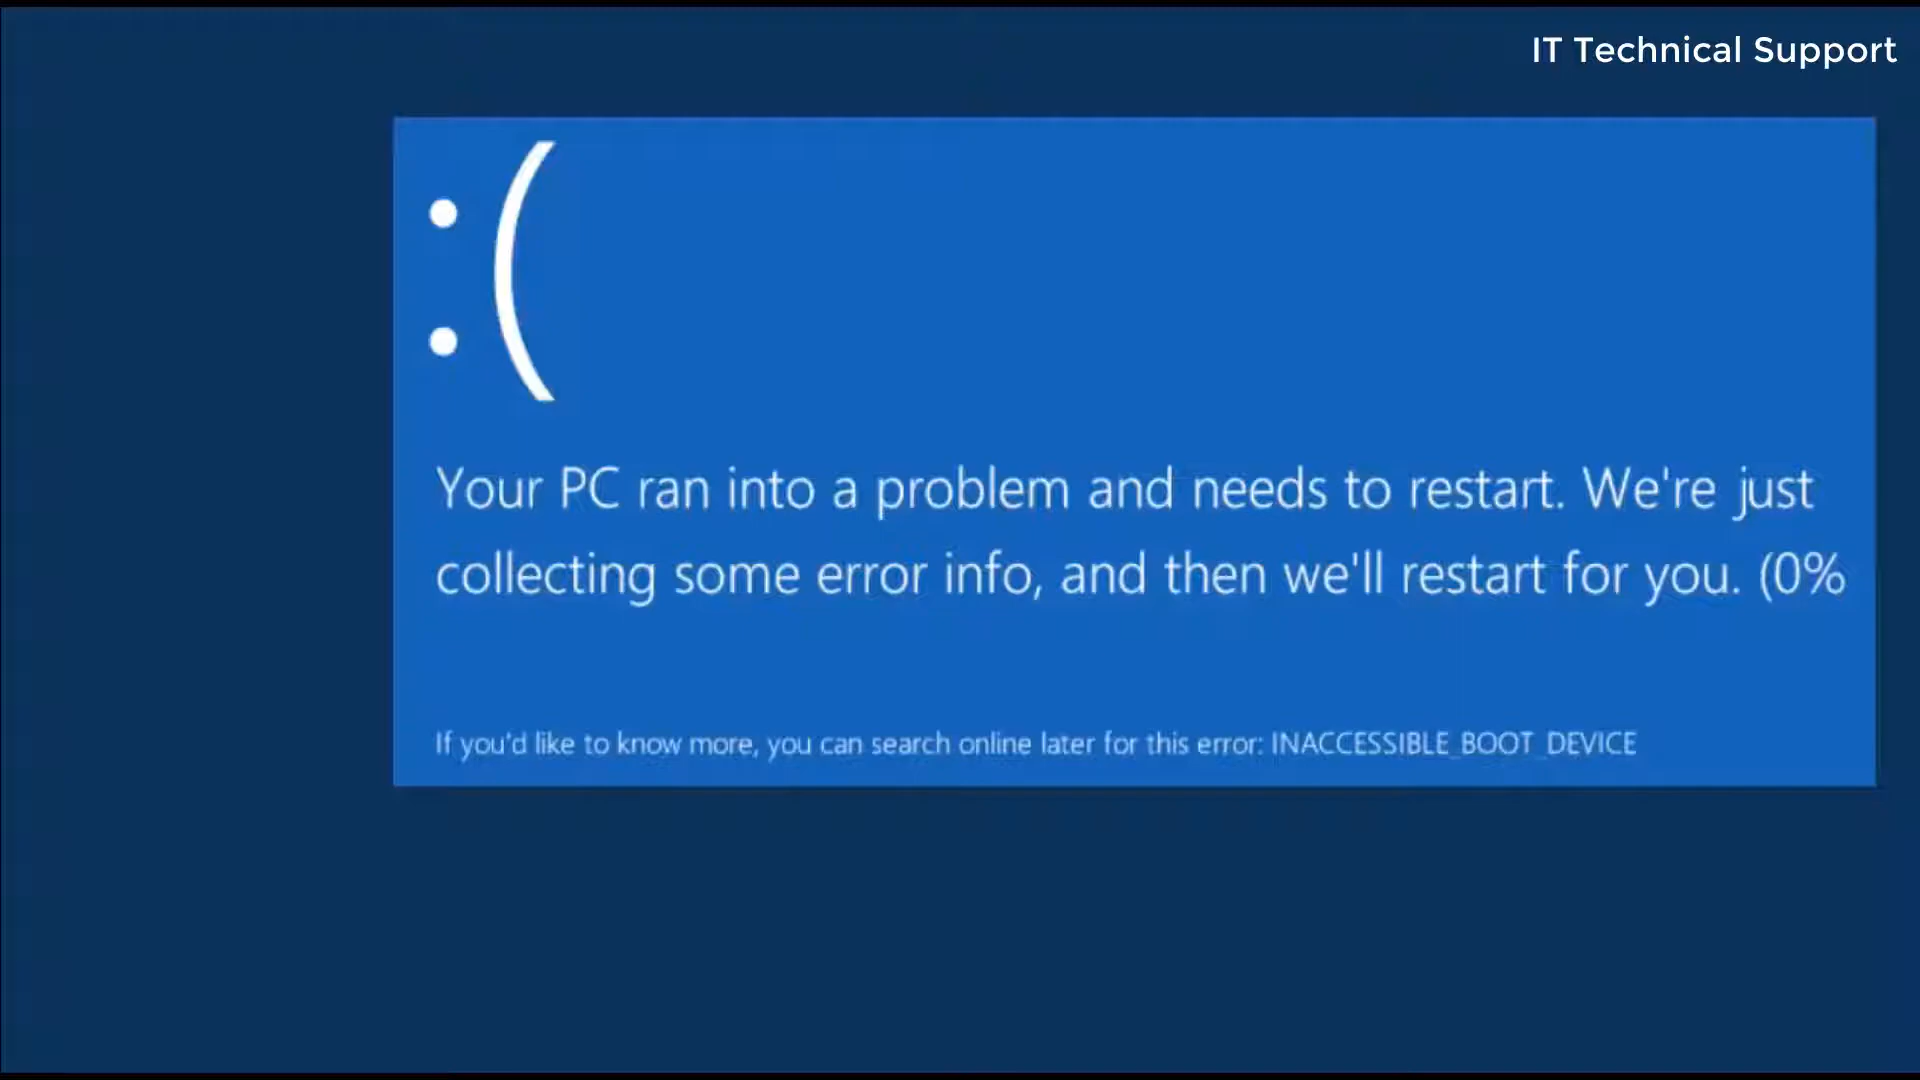 IT Technical Support
:(
Your PC ran into a problem and needs to restart. We're just
collecting some error info, and then we'll restart for you. (0%
If you'd like to know more, you can search online later for this error: INACCESSIBLE_BOOT_DEVICE